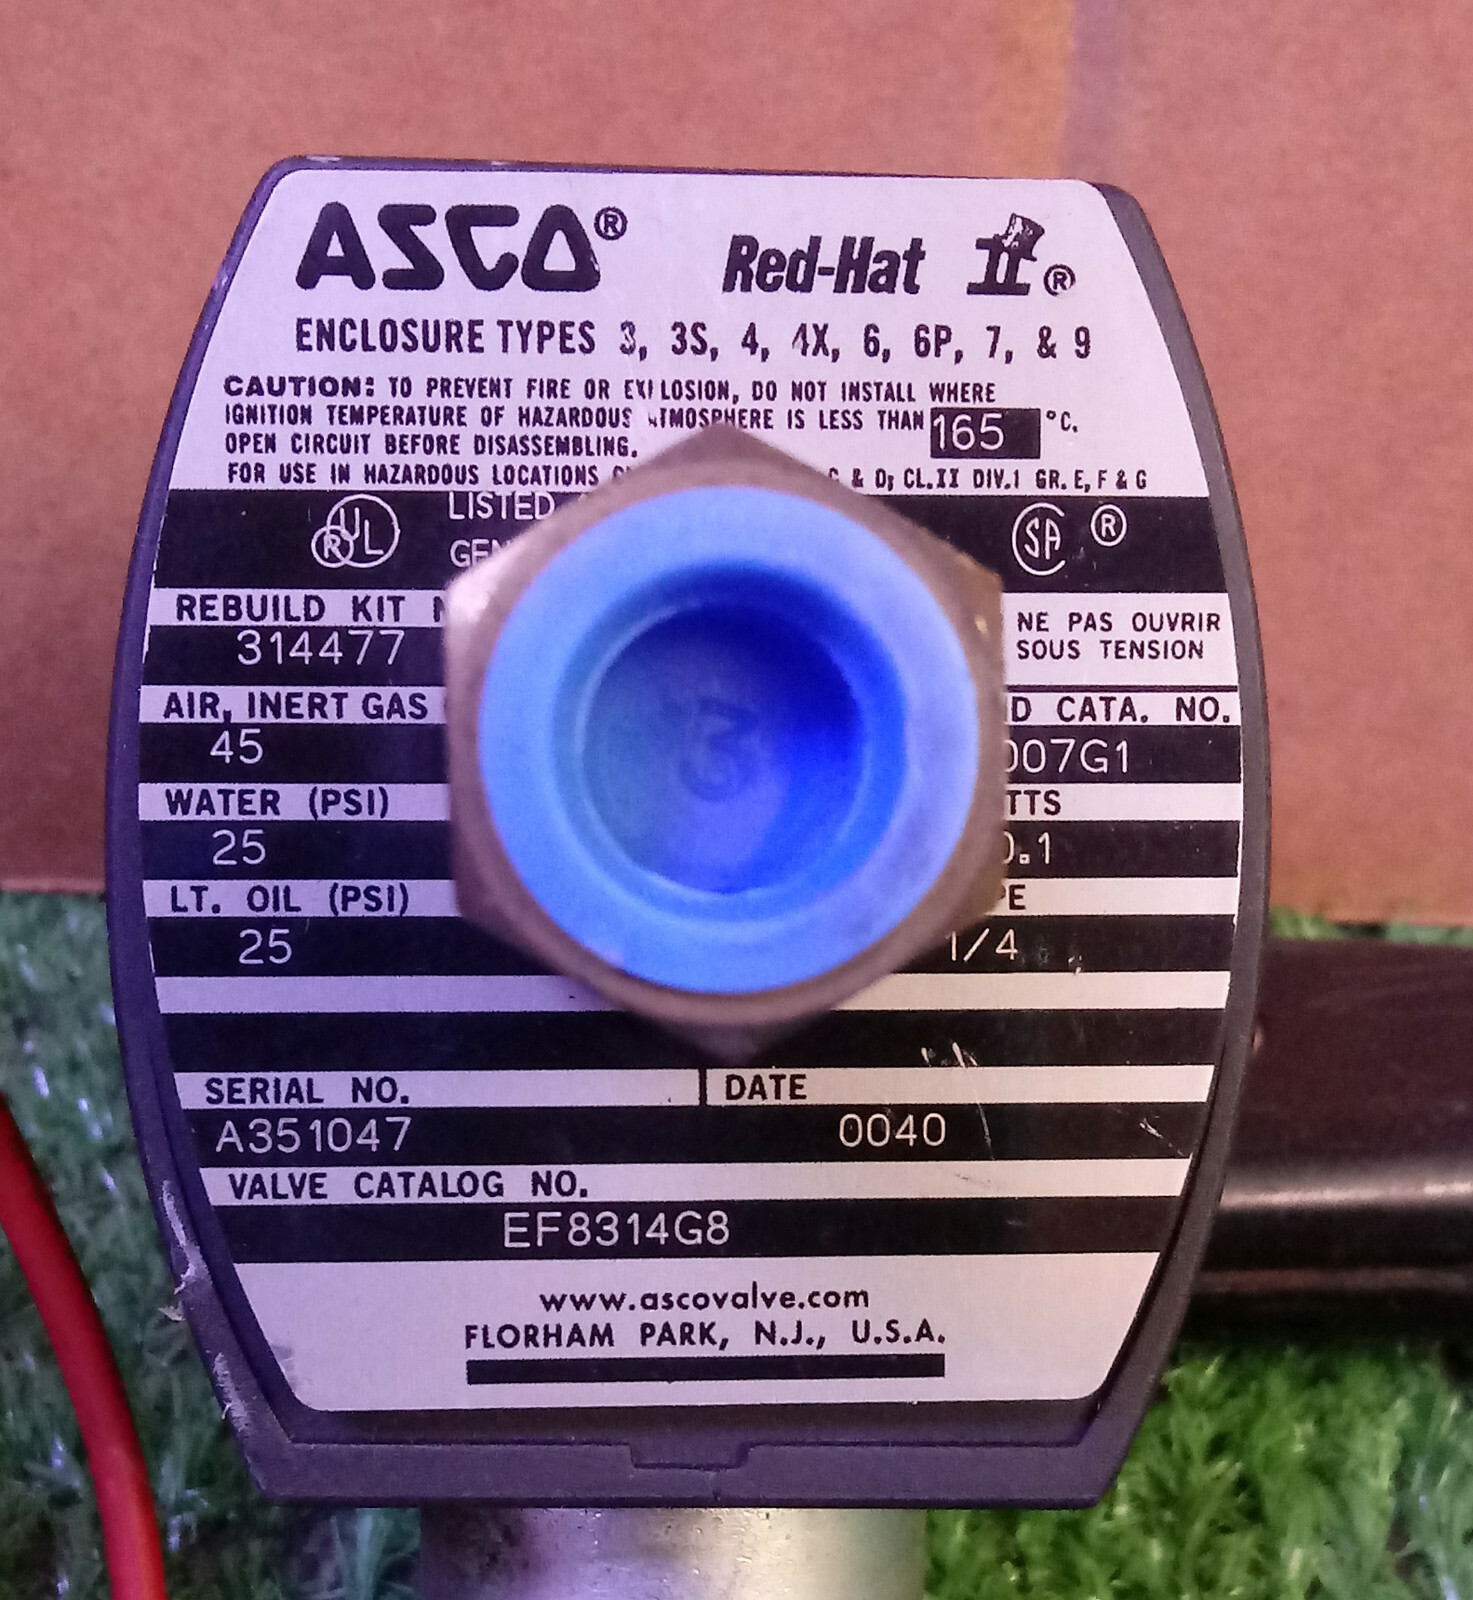 ASCO® Red-Hat II®
ENCLOSURE TYPES 3, 3S, 4, 4X, 6, 6P, 7, & 9
CAUTION: TO PREVENT FIRE OR EXPLOSION, DO NOT INSTALL WHERE
IGNITION TEMPERATURE OF HAZARDOUS ATMOSPHERE IS LESS THAN 165 °C.
OPEN CIRCUIT BEFORE DISASSEMBLING.
FOR USE IN HAZARDOUS LOCATIONS C & D; CL.II DIV.1 GR. E, F & G
UL® LISTED SA ®
REBUILD KIT
NE PAS OUVRIR
314477
SOUS TENSION
AIR, INERT GAS CATA. NO.
45 007G1
WATER (PSI)
25 .1
LT. OIL (PSI)
25 1/4
SERIAL NO. DATE
A351047 0040
VALVE CATALOG NO.
EF8314G8
www.ascovalve.com
FLORHAM PARK, N.J., U.S.A.